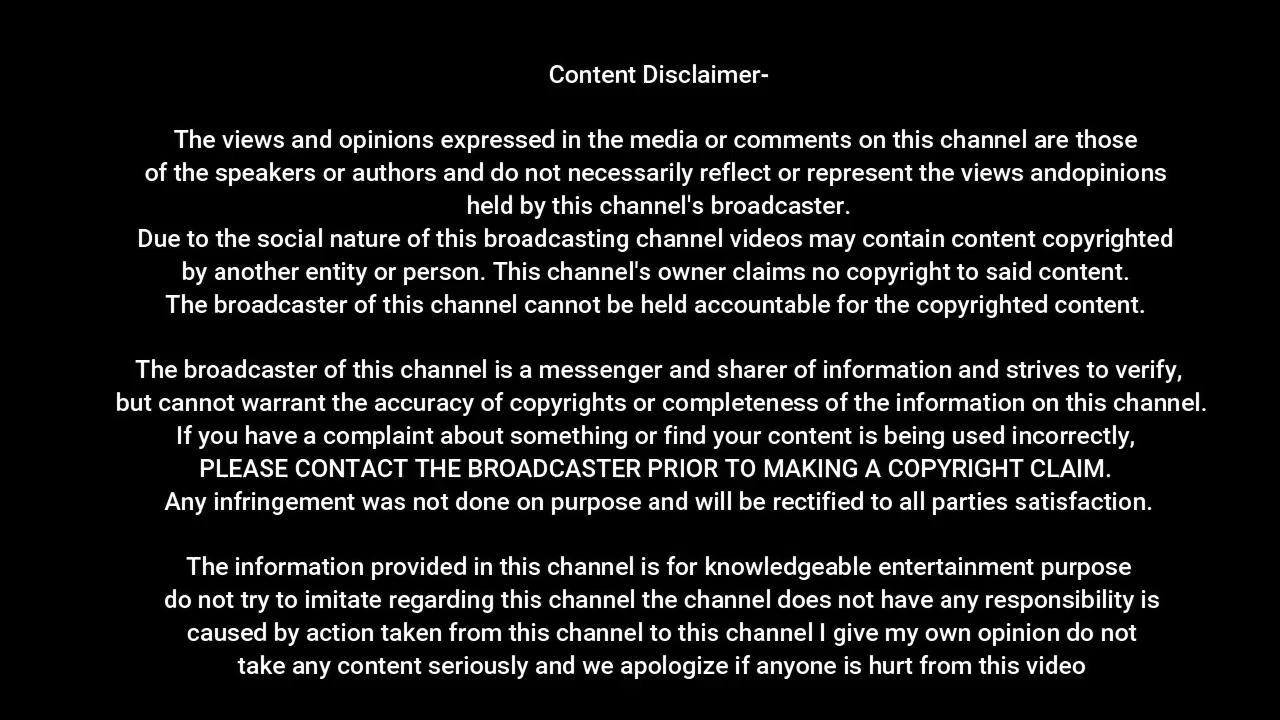 Content Disclaimer-
The views and opinions expressed in the media or comments on this channel are those
of the speakers or authors and do not necessarily reflect or represent the views andopinions
held by this channel's broadcaster.
Due to the social nature of this broadcasting channel videos may contain content copyrighted
by another entity or person. This channel's owner claims no copyright to said content.
The broadcaster of this channel cannot be held accountable for the copyrighted content.
The broadcaster of this channel is a messenger and sharer of information and strives to verify,
but cannot warrant the accuracy of copyrights or completeness of the information on this channel.
If you have a complaint about something or find your content is being used incorrectly,
PLEASE CONTACT THE BROADCASTER PRIOR TO MAKING A COPYRIGHT CLAIM.
Any infringement was not done on purpose and will be rectified to all parties satisfaction.
The information provided in this channel is for knowledgeable entertainment purpose
do not try to imitate regarding this channel the channel does not have any responsibility is
caused by action taken from this channel to this channel I give my own opinion do not
take any content seriously and we apologize if anyone is hurt from this video